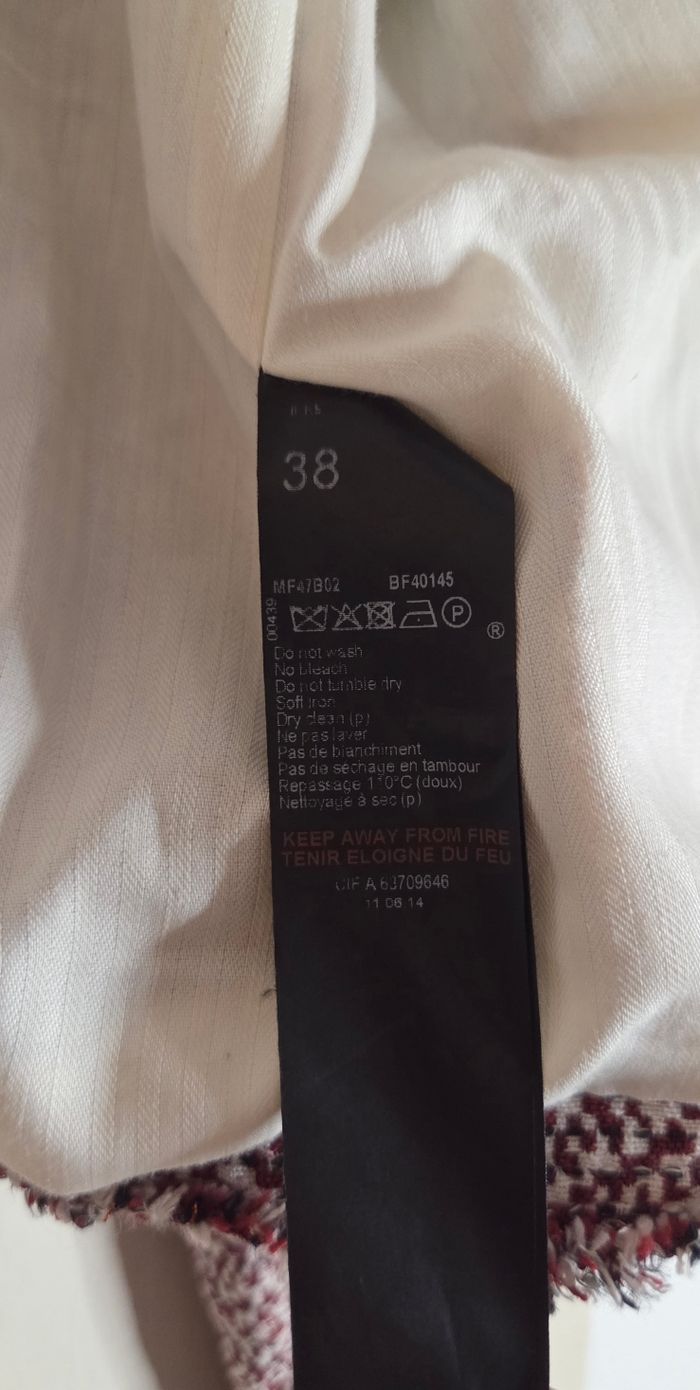 38
MF47B02 BF40145
00439
P
®
Do not wash
No bleach
Do not tumble dry
Soft iron
Dry clean (p)
Ne pas laver
Pas de blanchiment
Pas de séchage en tambour
Repassage 110°C (doux)
Nettoyage à sec (p)
KEEP AWAY FROM FIRE
TENIR ELOIGNE DU FEU
CIF A 63709646
11 06 14